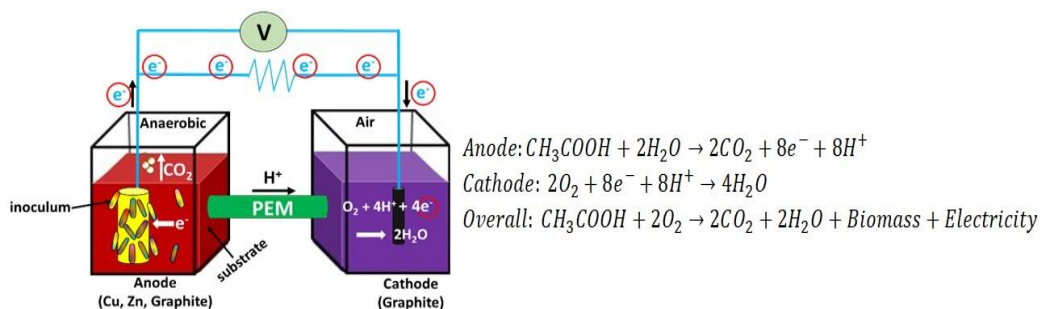 V
e⁻ e⁻ e⁻ e⁻
e⁻ e⁻
Anaerobic
Air
CO₂
H⁺
inoculum
PEM
e⁻
O₂ + 4H⁺ + 4e⁻
2H₂O
substrate
Anode
(Cu, Zn, Graphite)
Cathode
(Graphite)
Anode: CH₃COOH + 2H₂O → 2CO₂ + 8e⁻ + 8H⁺
Cathode: 2O₂ + 8e⁻ + 8H⁺ → 4H₂O
Overall: CH₃COOH + 2O₂ → 2CO₂ + 2H₂O + Biomass + Electricity